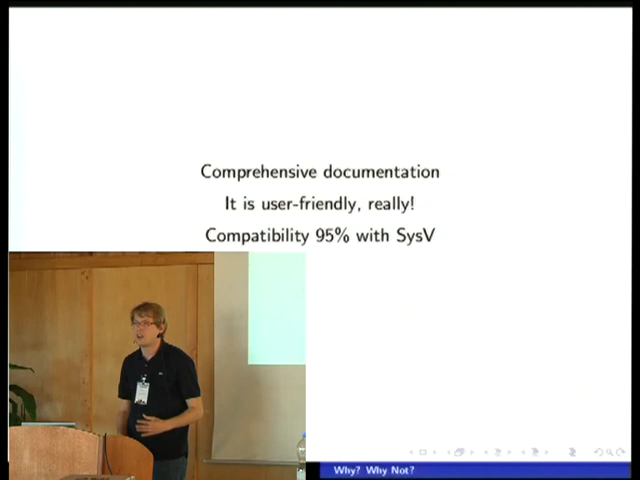 Comprehensive documentation
It is user-friendly, really!
Compatibility 95% with SysV
Why? Why Not?